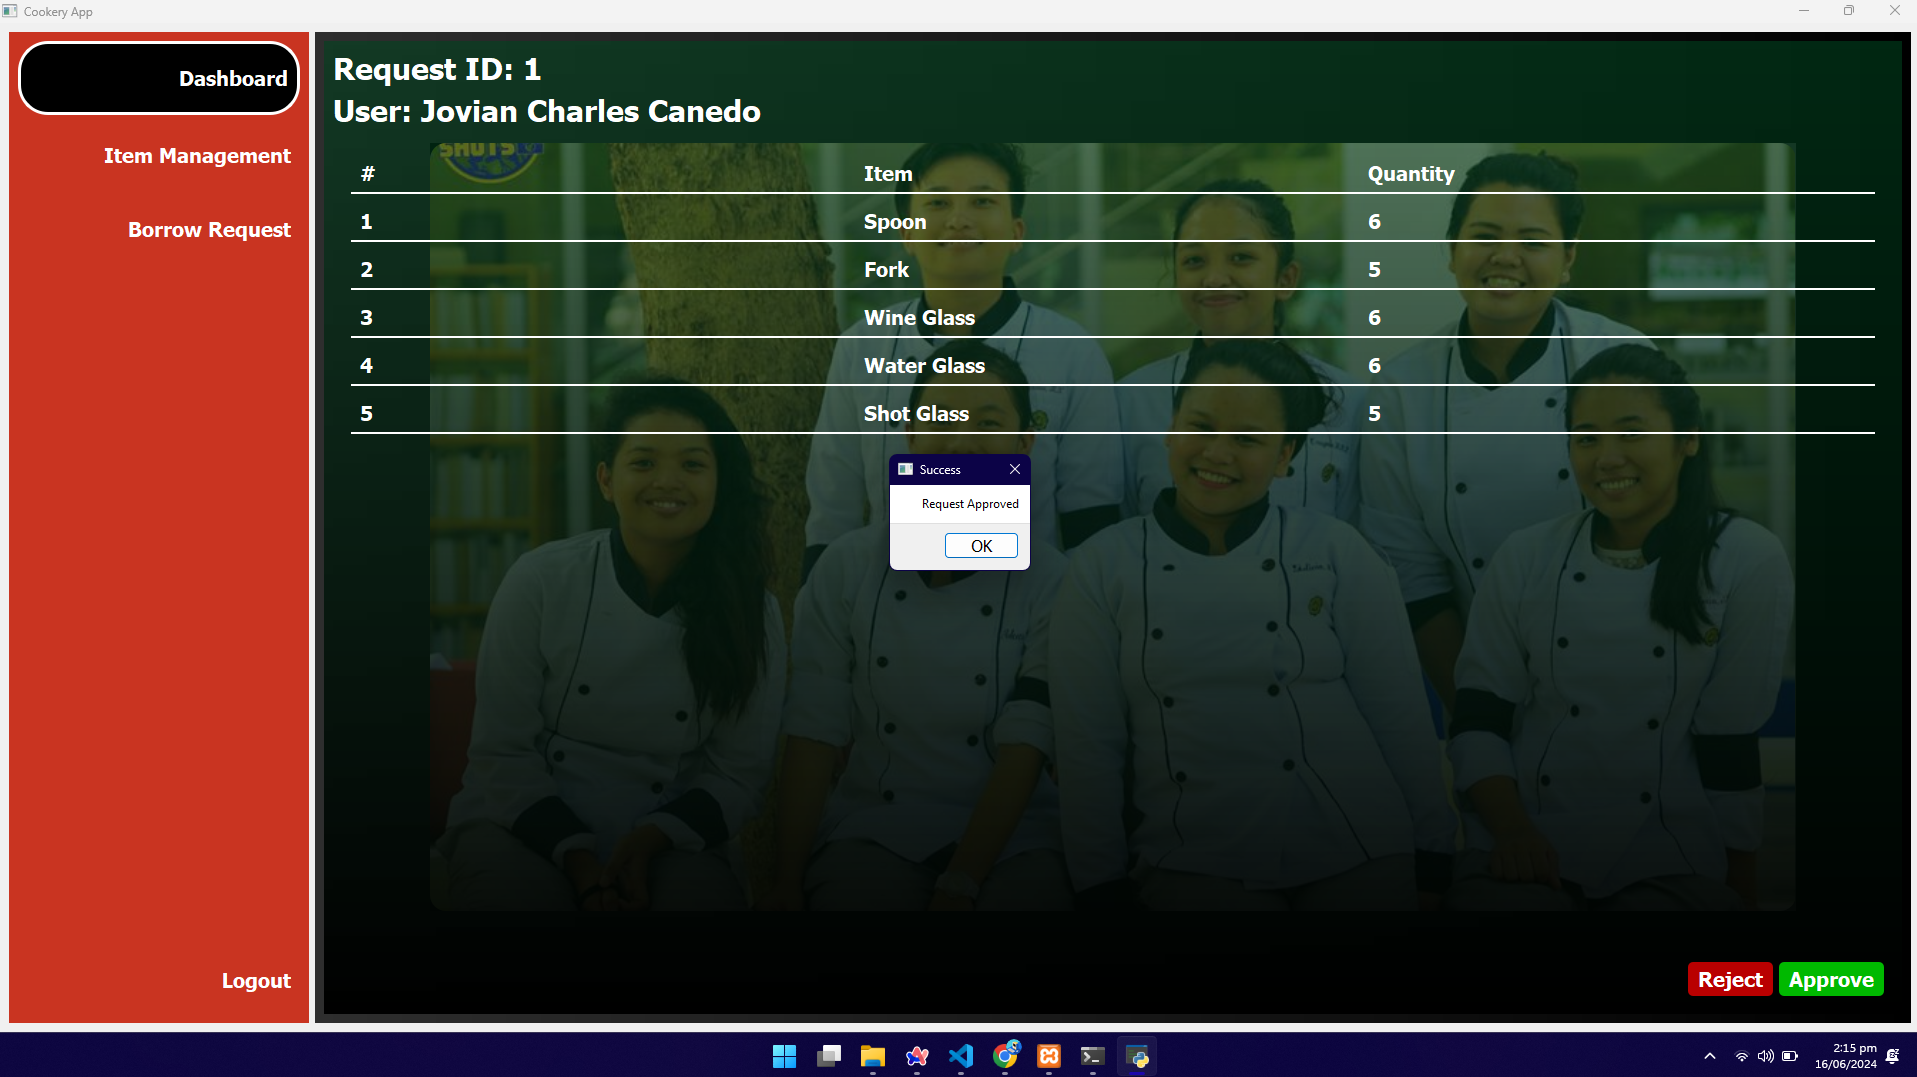 Cookery App
Dashboard
Item Management
Borrow Request
Logout
Request ID: 1
User: Jovian Charles Canedo
# Item Quantity
1 Spoon 6
2 Fork 5
3 Wine Glass 6
4 Water Glass 6
5 Shot Glass 5
Success
Request Approved
OK
Reject
Approve
2:15 pm
16/06/2024